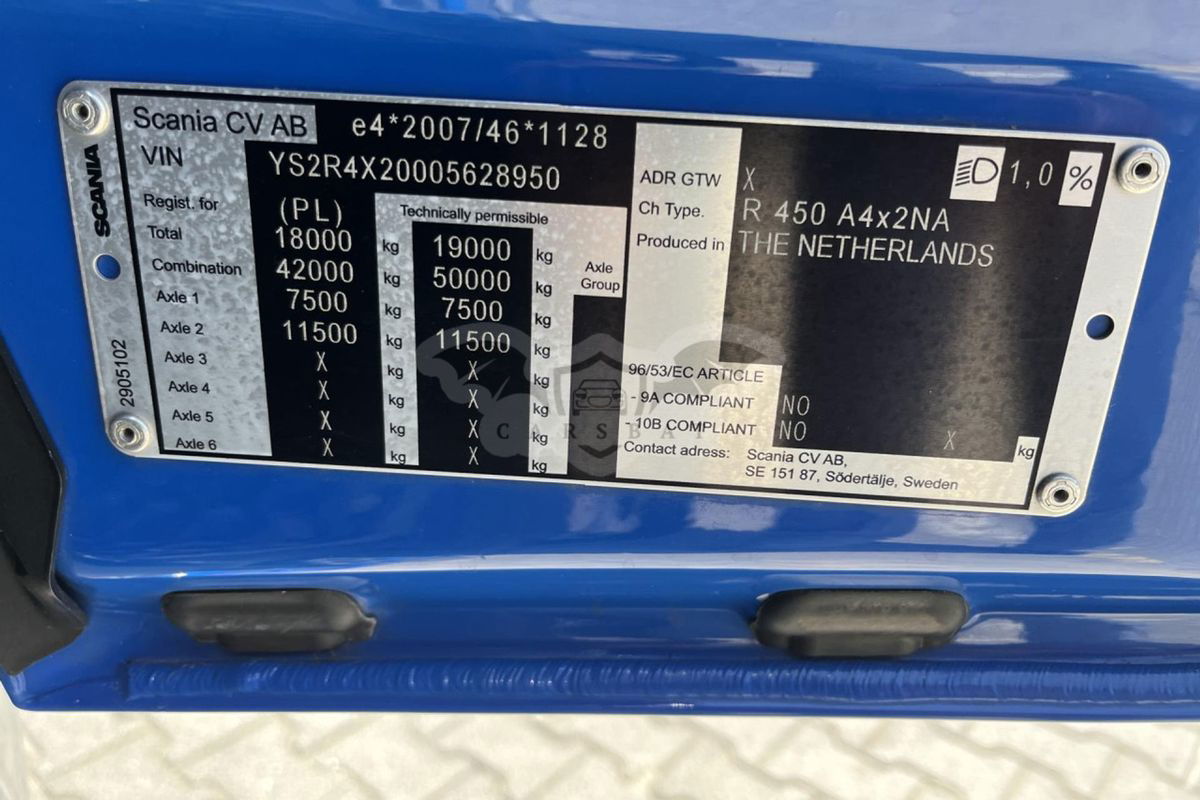 Scania CV AB e4*2007/46*1128
VIN YS2R4X20005628950
Regist. for (PL) Technically permissible
Total 18000 kg 19000 kg
Combination 42000 kg 50000 kg Axle Group
Axle 1 7500 kg 7500 kg
Axle 2 11500 kg 11500 kg
Axle 3 X kg X kg
Axle 4 X kg X kg
Axle 5 X kg X kg
Axle 6 X kg X kg
SCANIA
2905102
1,0 %
ADR GTW X
Ch Type. R 450 A4x2NA
Produced in THE NETHERLANDS
96/53/EC ARTICLE
- 9A COMPLIANT NO
- 10B COMPLIANT NO X kg
Contact adress: Scania CV AB,
SE 151 87, Södertälje, Sweden